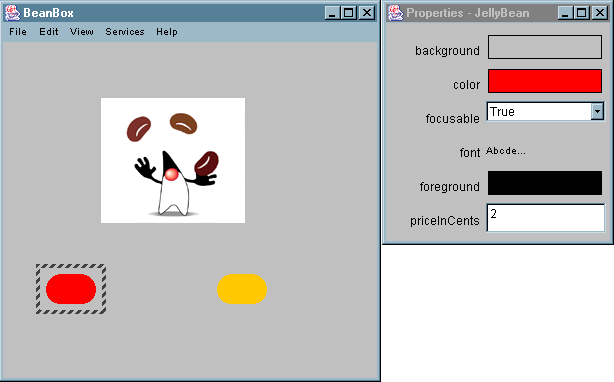 BeanBox
File Edit View Services Help
Properties - JellyBean
background
color
focusable True
font Abcde...
foreground
priceInCents 2